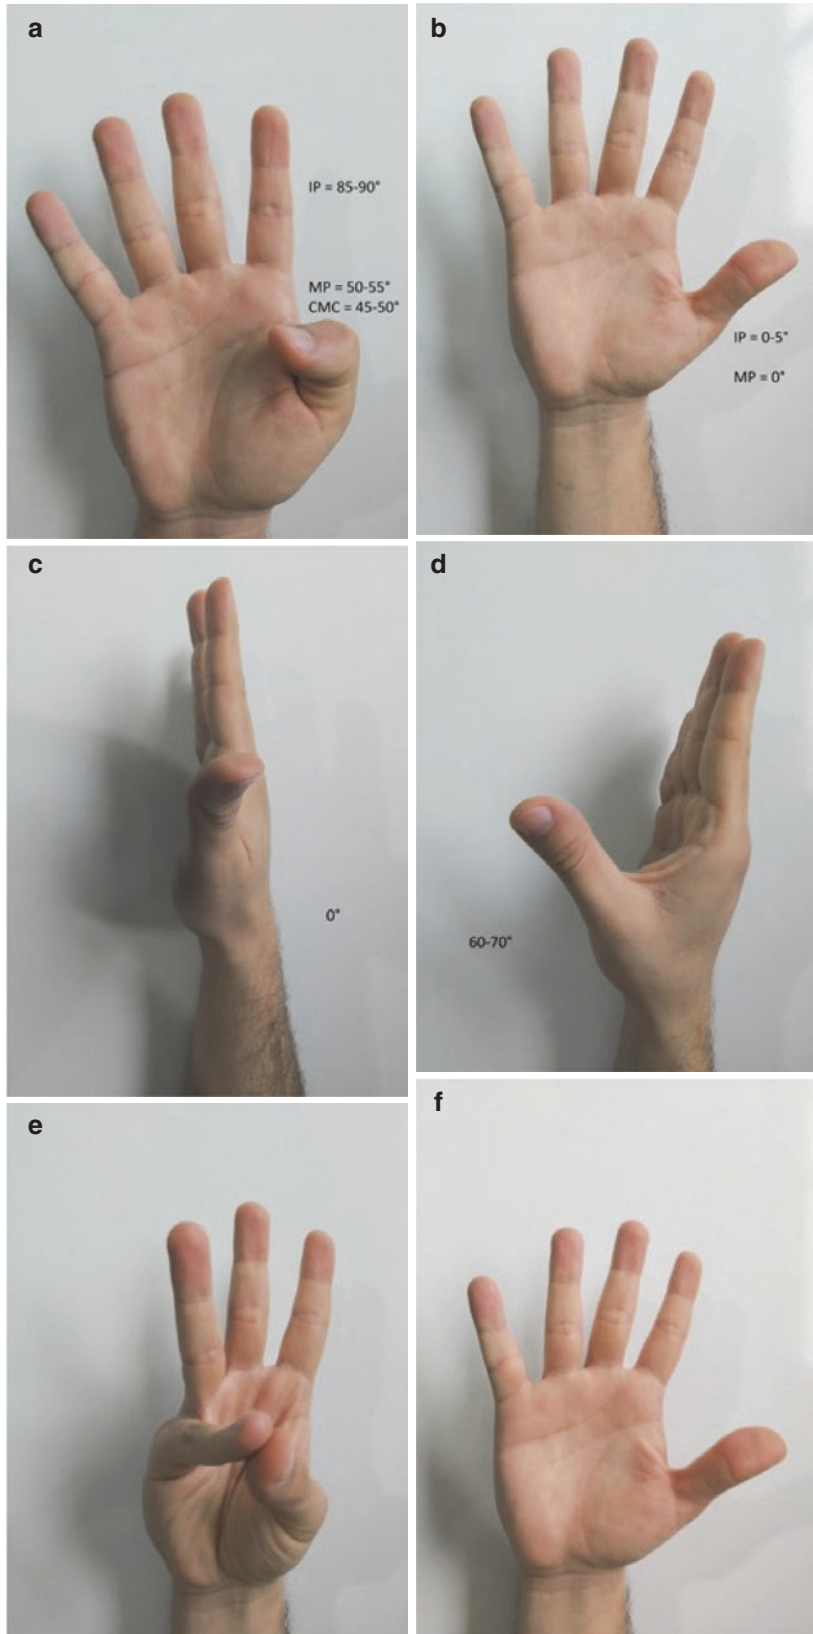 a
IP = 85-90°
MP = 50-55°
CMC = 45-50°
b
IP = 0-5°
MP = 0°
c
0°
d
60-70°
e
f